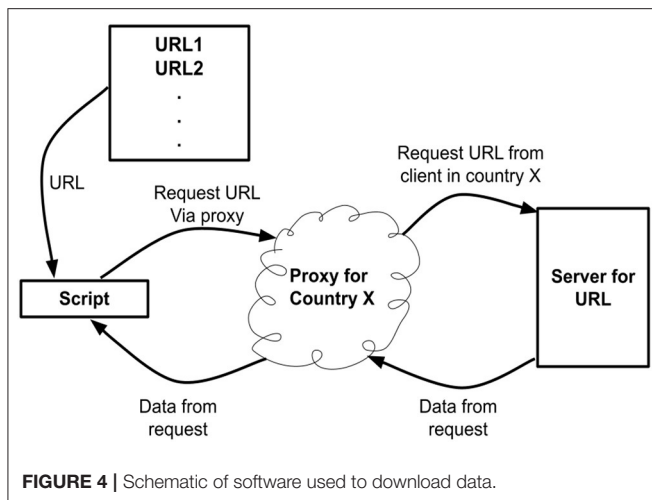 URL1
URL2
.
.
.
URL
Request URL
Via proxy
Request URL from
client in country X
Script
Proxy for
Country X
Server for
URL
Data from
request
Data from
request
FIGURE 4 | Schematic of software used to download data.